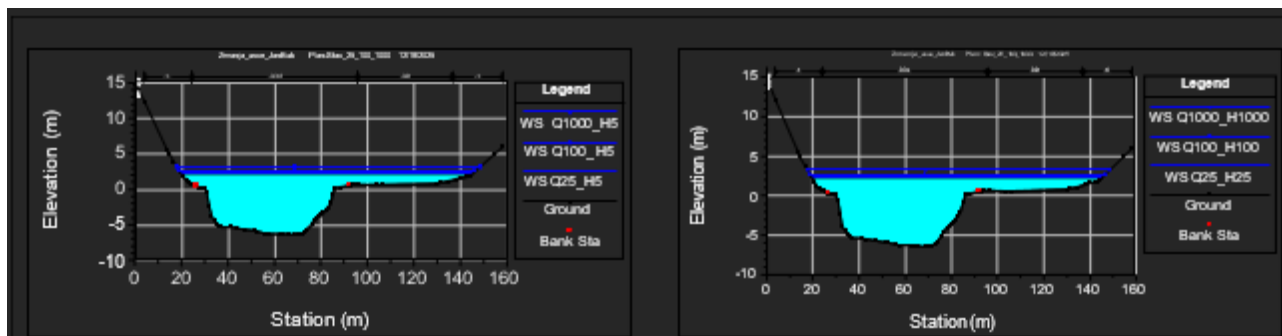 15
10
5
0
-5
-10
Elevation (m)
0 20 40 60 80 100 120 140 160
Station (m)
Legend
WS Q1000_H5
WS Q100_H5
WS Q25_H5
Ground
Bank Sta
15
10
5
0
-5
-10
Elevation (m)
0 20 40 60 80 100 120 140 160
Station (m)
Legend
WS Q1000_H1000
WS Q100_H100
WS Q25_H25
Ground
Bank Sta